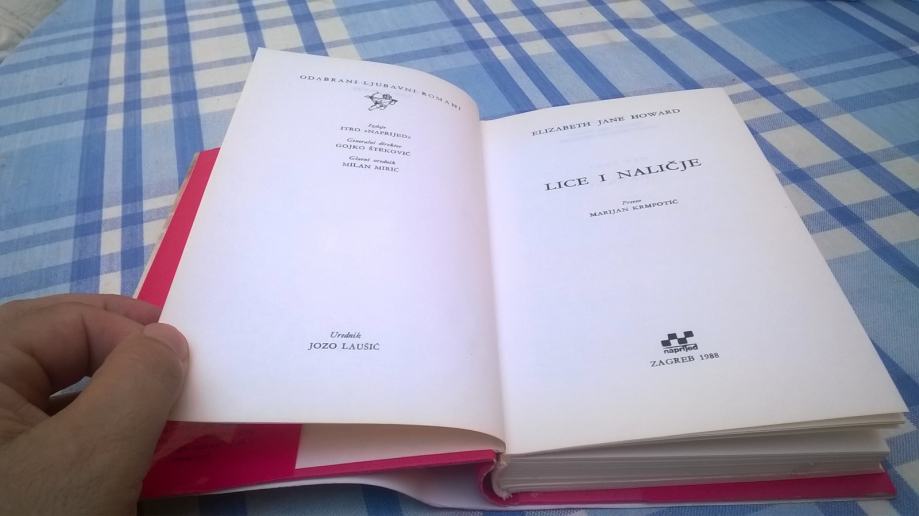 ODABRANI LJUBAVNI ROMANI
Izdaje
ITRO »NAPRIJED«
Generalni direktor
GOJKO ŠTEKOVIĆ
Glavni urednik
MILAN MIRIĆ
Urednik
JOZO LAUŠIĆ
ELIZABETH JANE HOWARD
LICE I NALIČJE
Preveo
MARIJAN KRMPOTIĆ
naprijed
ZAGREB 1988